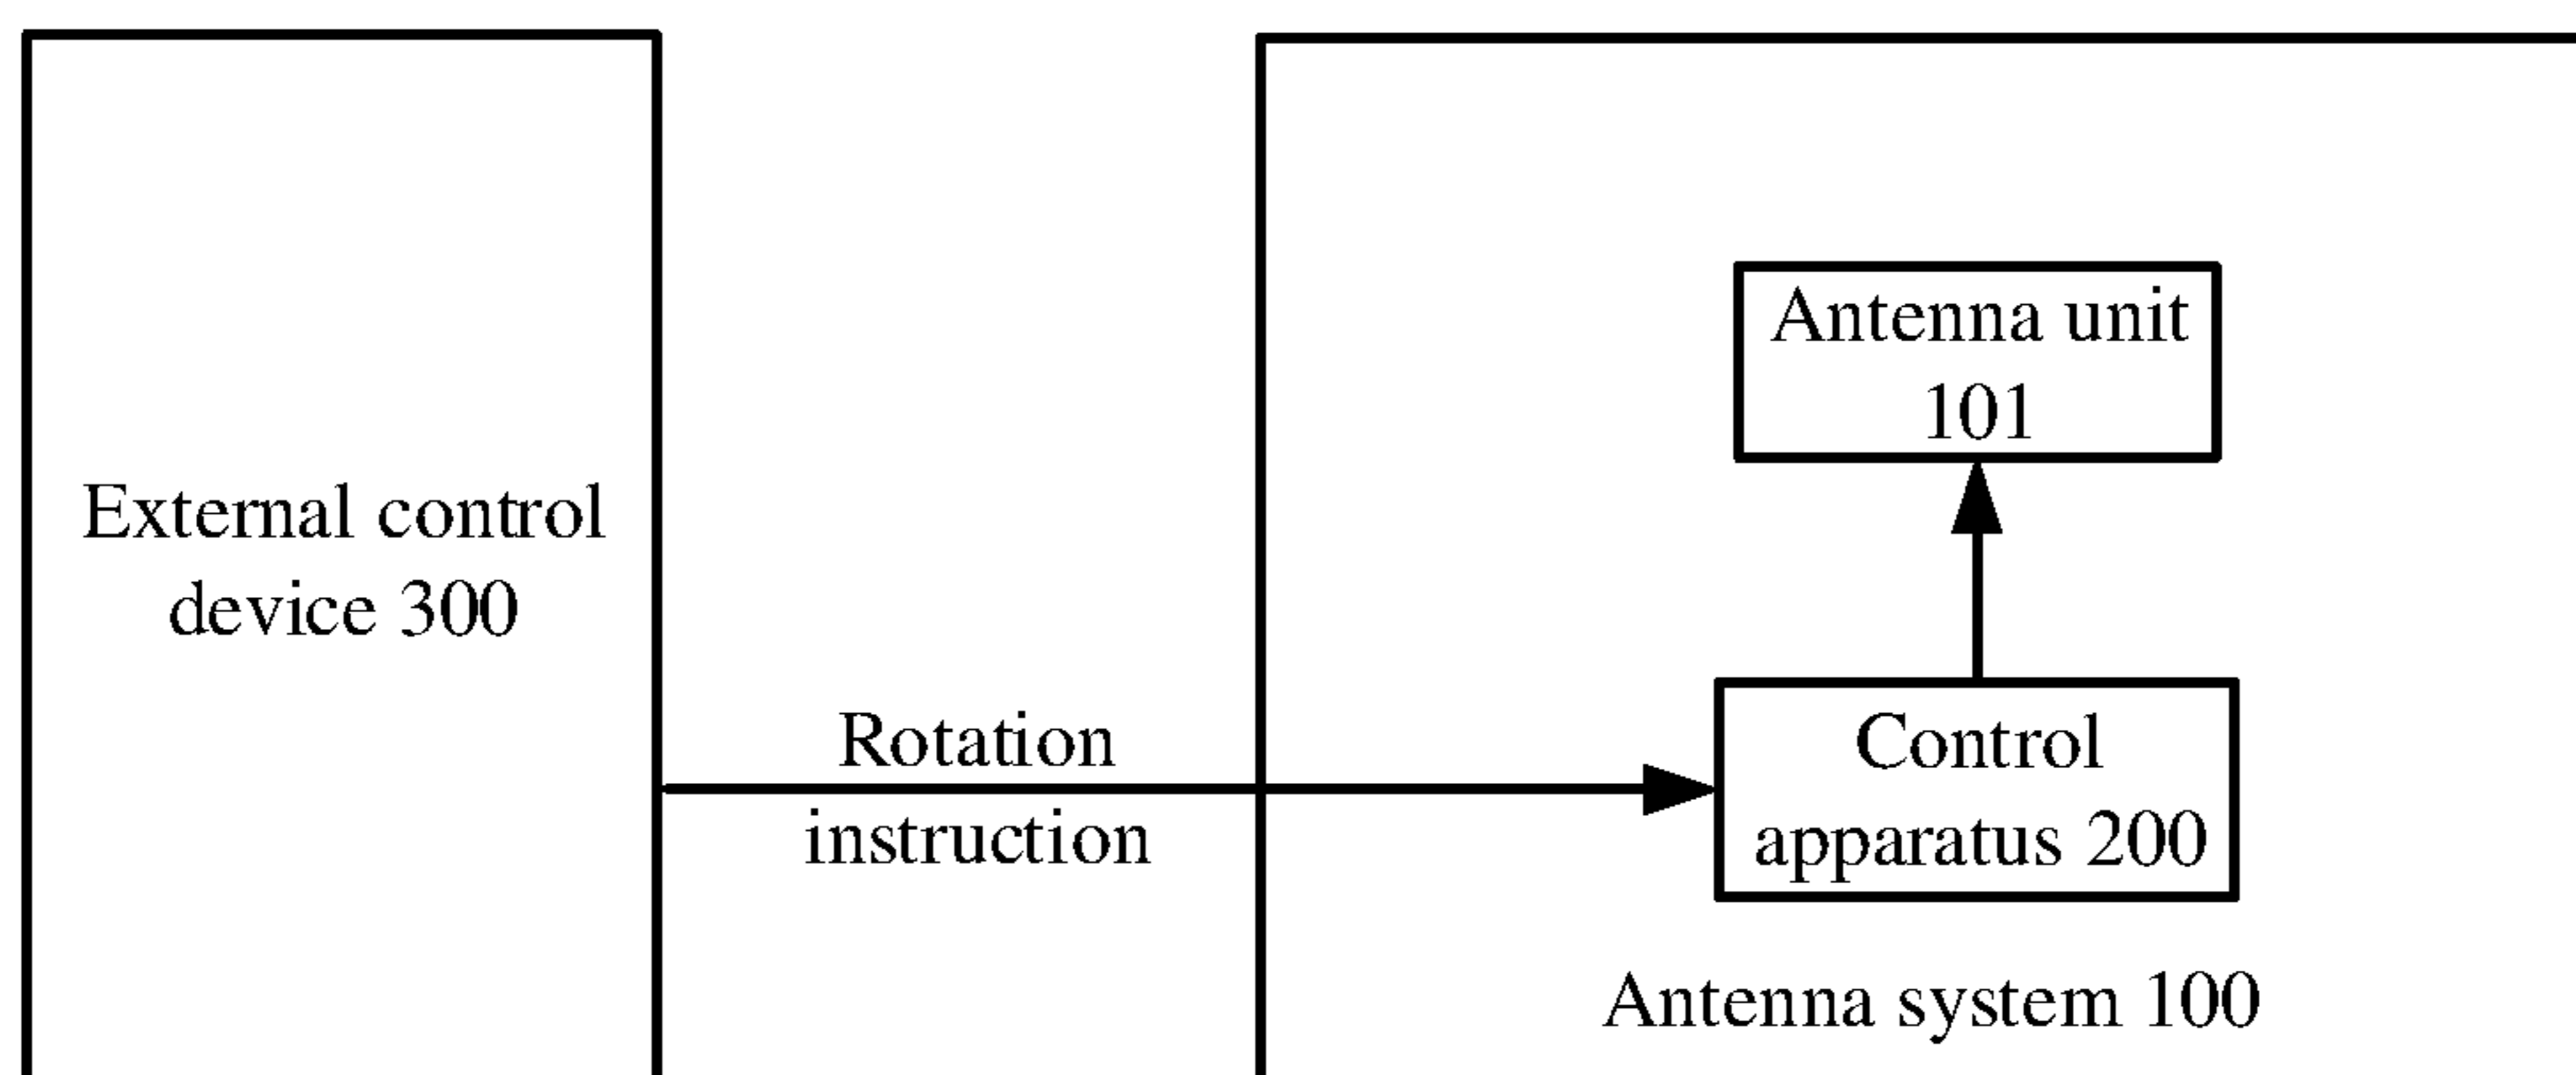 External control
device 300
Rotation
instruction
Antenna unit
101
Control
apparatus 200
Antenna system 100